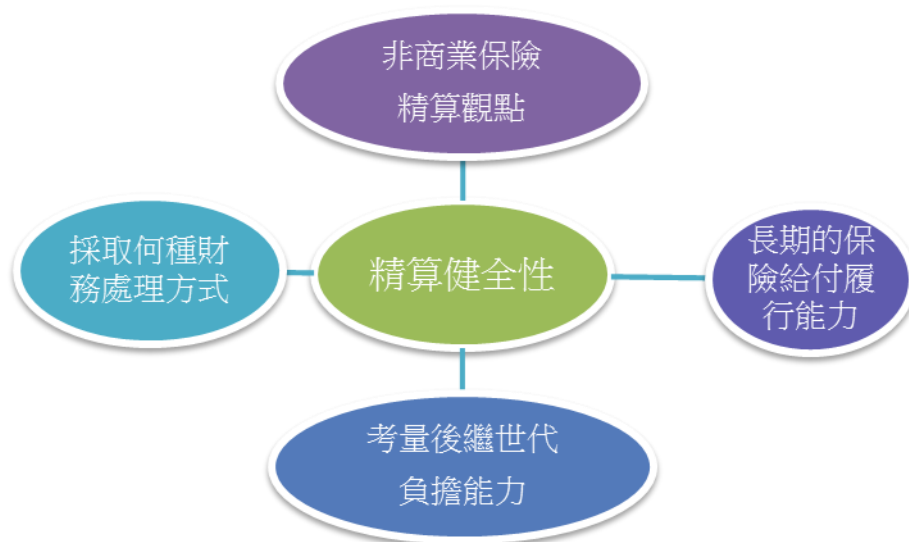 非商業保險
精算觀點
採取何種財
務處理方式
精算健全性
長期的保
險給付履
行能力
考量後繼世代
負擔能力